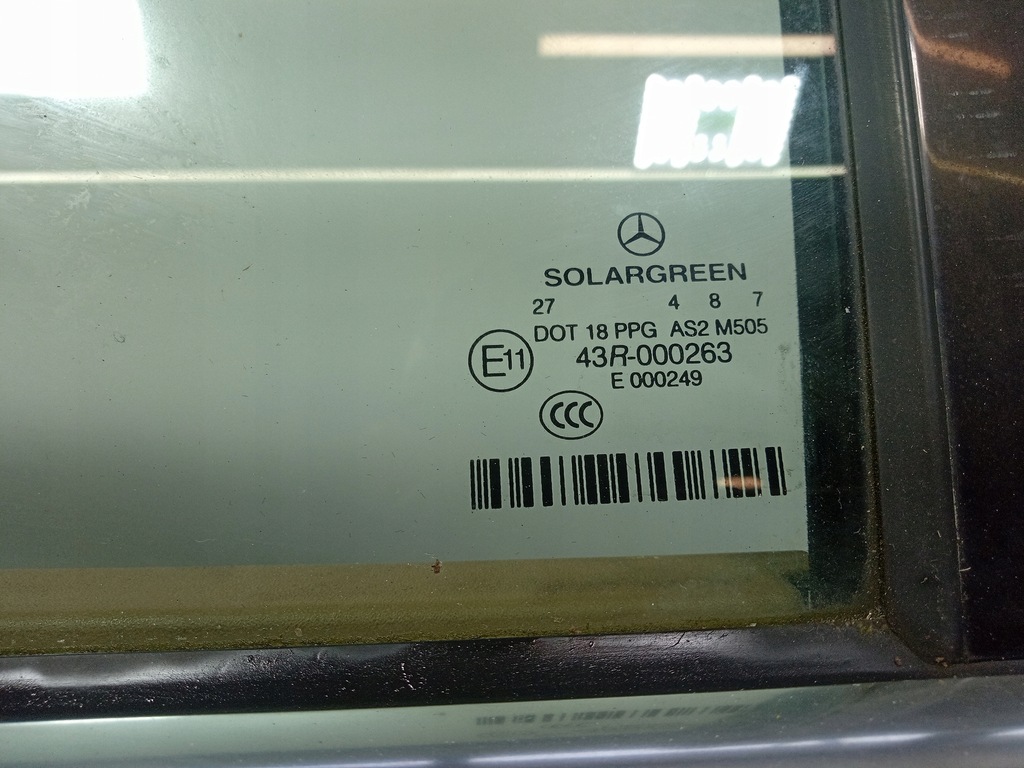 SOLARGREEN
27 4 8 7
DOT 18 PPG AS2 M505
E11 43R-000263
E 000249
CCC